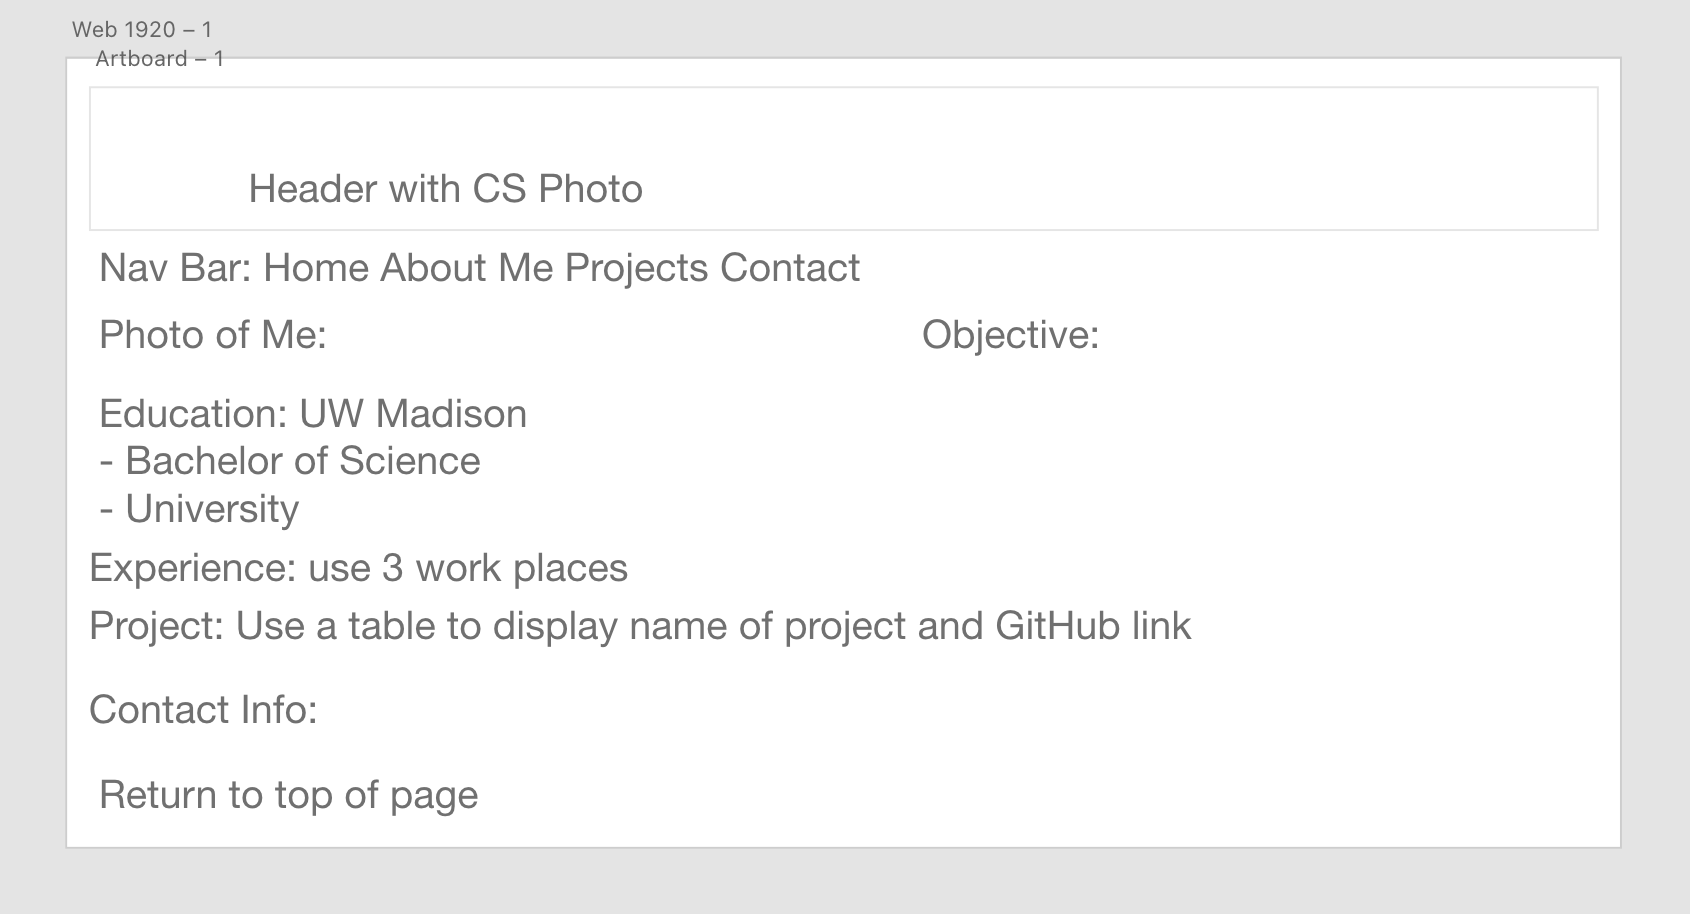 Web 1920 – 1
Artboard – 1
Header with CS Photo
Nav Bar: Home About Me Projects Contact
Photo of Me:
Objective:
Education: UW Madison
- Bachelor of Science
- University
Experience: use 3 work places
Project: Use a table to display name of project and GitHub link
Contact Info:
Return to top of page